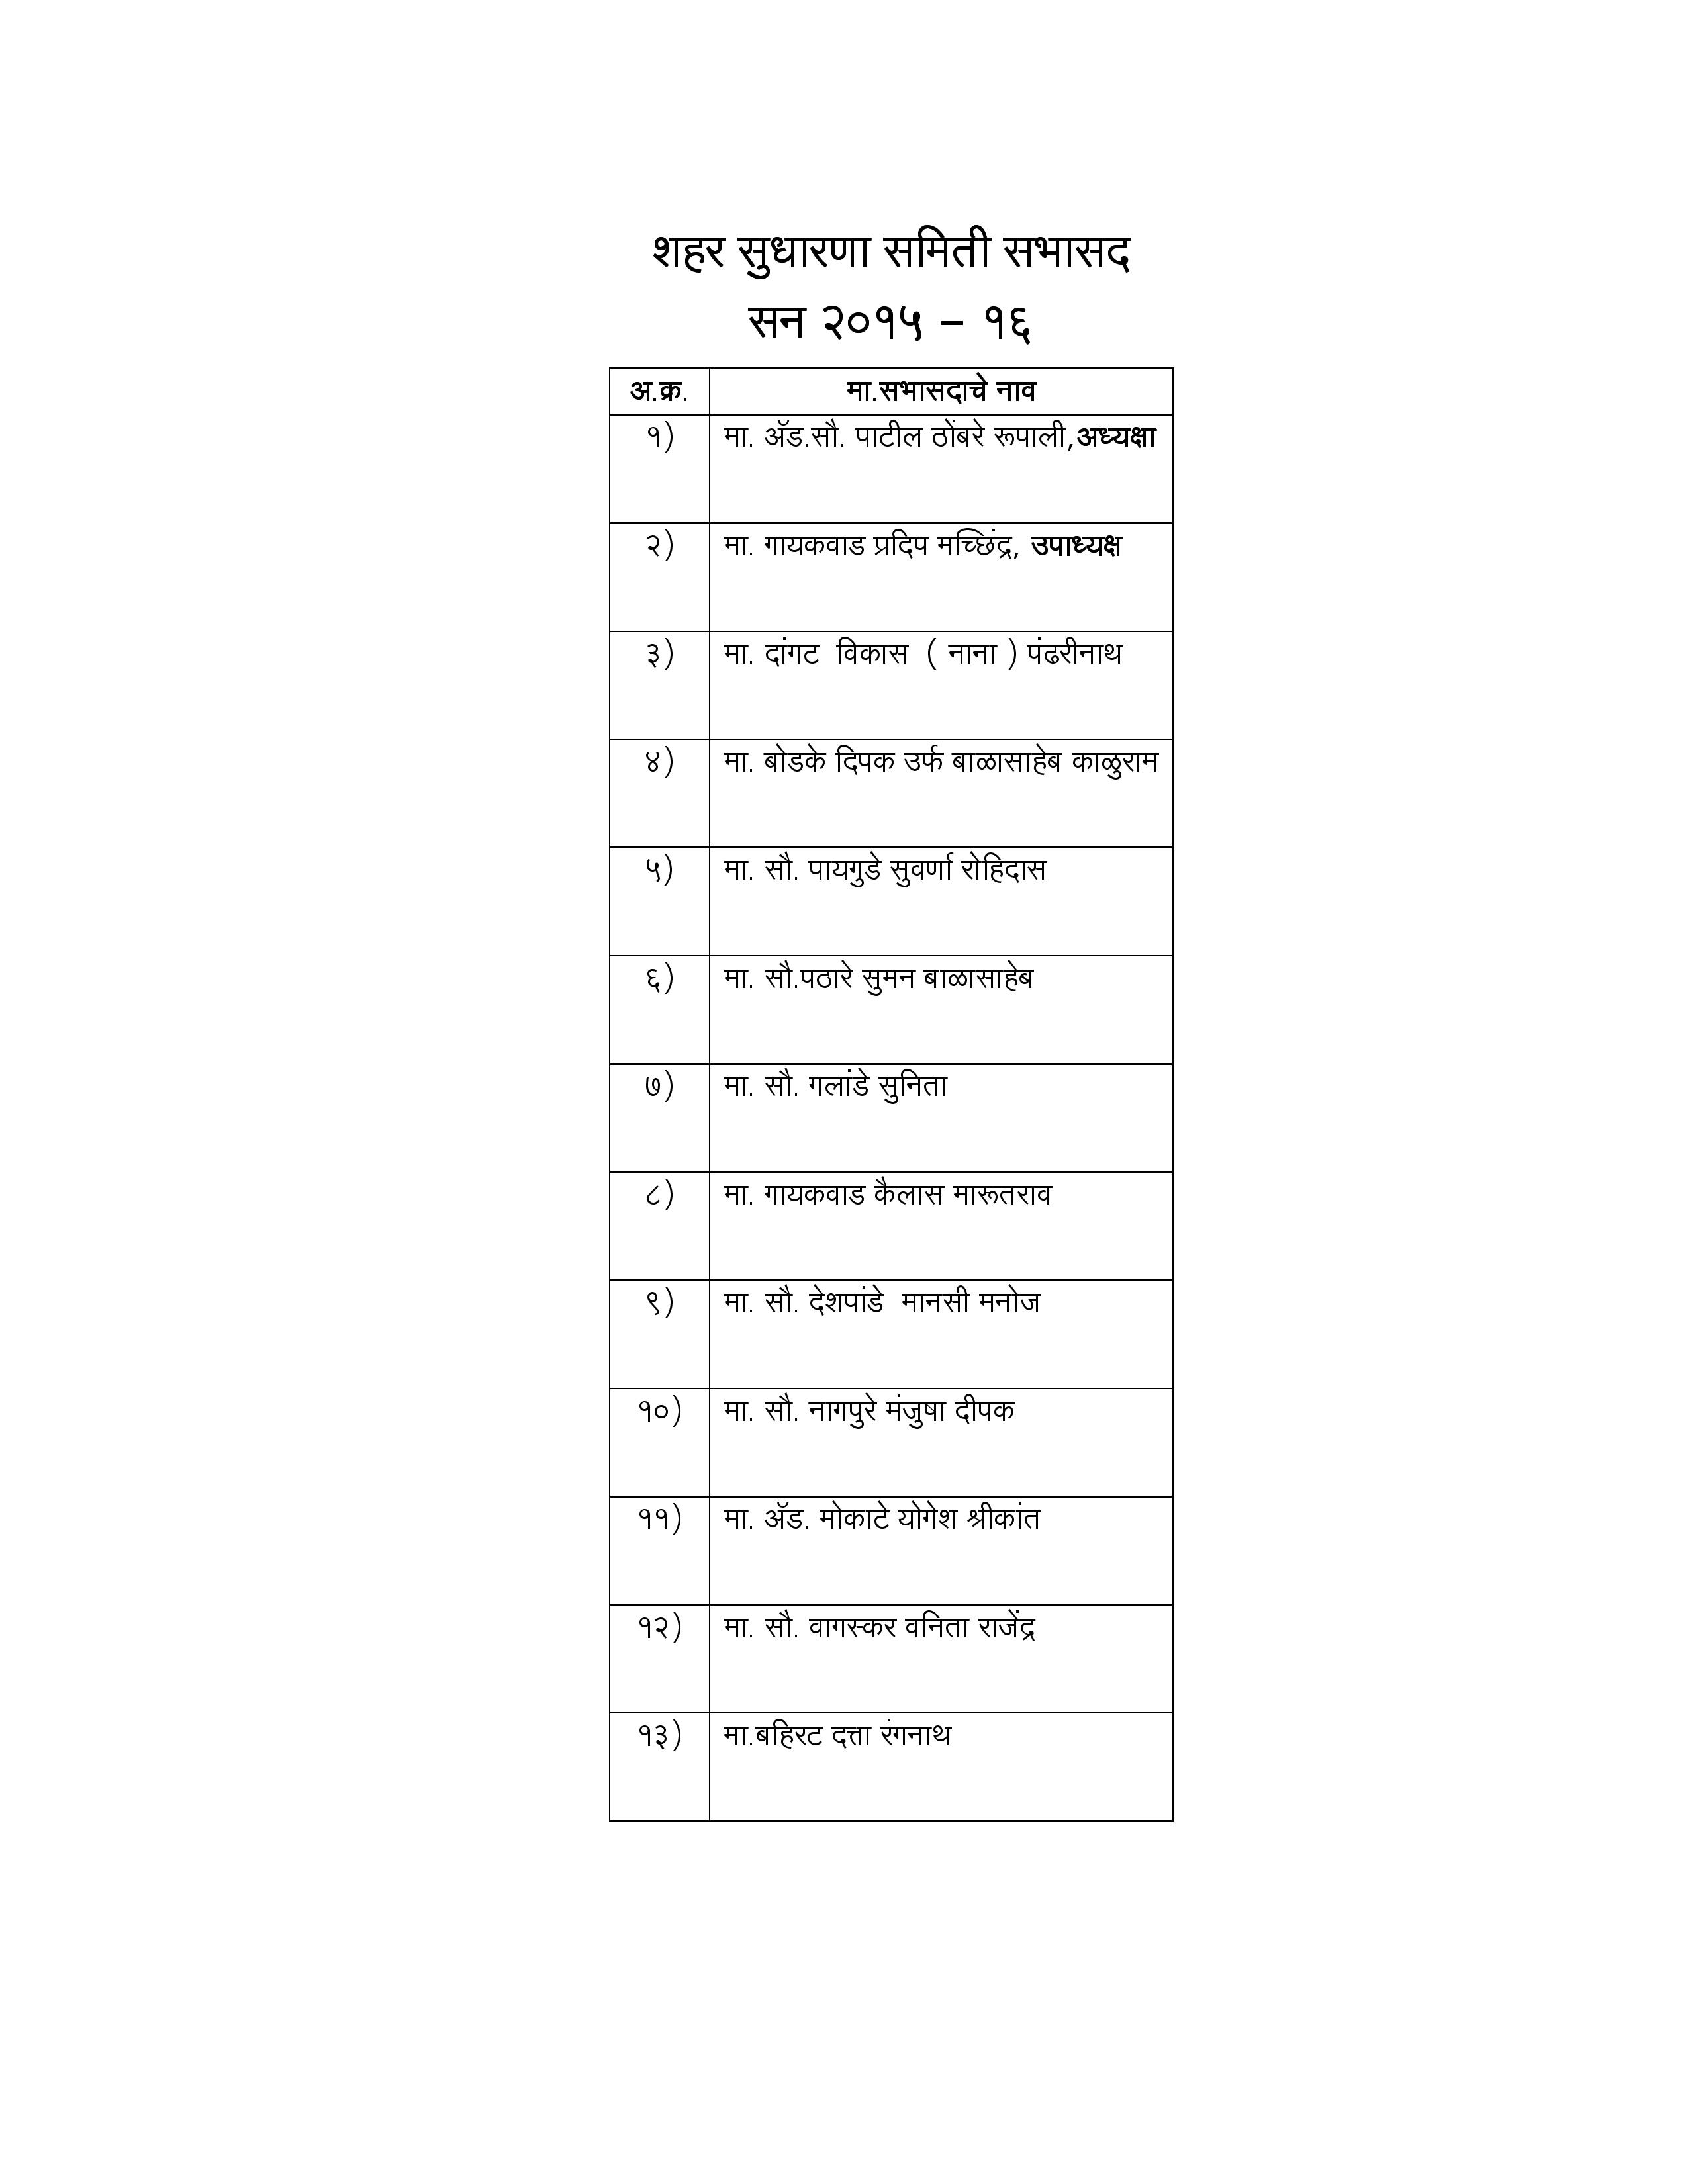 शहर सुधारणा समिती सभासद
सन २०१५ – १६
अ.क्र. मा.सभासदाचे नाव
१) मा. ॲड.सौ. पाटील ठोंबरे रूपाली,अध्यक्षा
२) मा. गायकवाड प्रदिप मच्छिंद्र, उपाध्यक्ष
३) मा. दांगट विकास ( नाना ) पंढरीनाथ
४) मा. बोडके दिपक उर्फ बाळासाहेब काळुराम
५) मा. सौ. पायगुडे सुवर्णा रोहिदास
६) मा. सौ.पठारे सुमन बाळासाहेब
७) मा. सौ. गलांडे सुनिता
८) मा. गायकवाड कैलास मारूतराव
९) मा. सौ. देशपांडे मानसी मनोज
१०) मा. सौ. नागपुरे मंजुषा दीपक
११) मा. ॲड. मोकाटे योगेश श्रीकांत
१२) मा. सौ. वागस्कर वनिता राजेंद्र
१३) मा.बहिरट दत्ता रंगनाथ